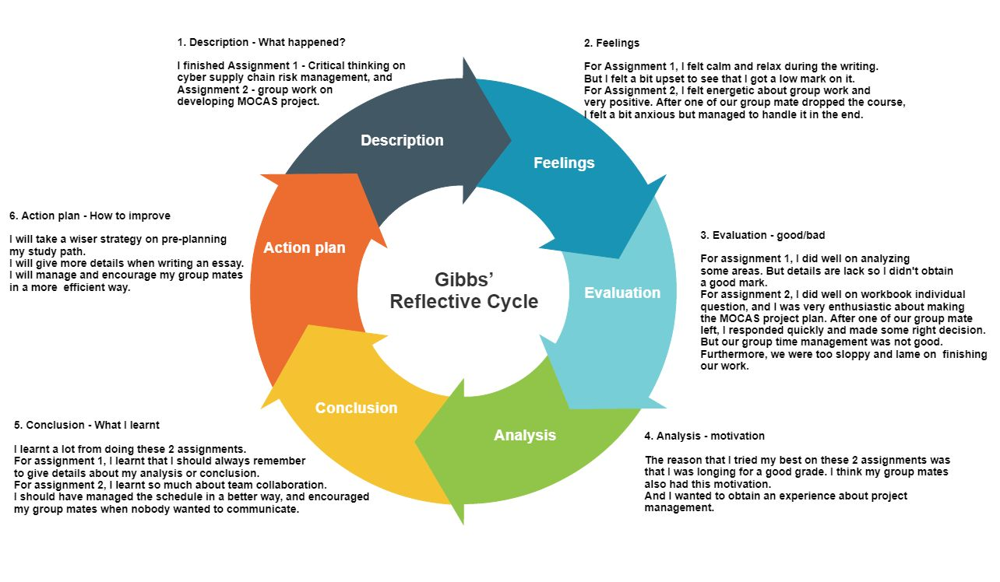 1. Description - What happened?
I finished Assignment 1 - Critical thinking on
cyber supply chain risk management, and
Assignment 2 - group work on
developing MOCAS project.
2. Feelings
For Assignment 1, I felt calm and relax during the writing.
But I felt a bit upset to see that I got a low mark on it.
For Assignment 2, I felt energetic about group work and
very positive. After one of our group mate dropped the course,
I felt a bit anxious but managed to handle it in the end.
Description
Feelings
6. Action plan - How to improve
I will take a wiser strategy on pre-planning
my study path.
I will give more details when writing an essay.
I will manage and encourage my group mates
in a more efficient way.
Action plan
Gibbs’
Reflective Cycle
Evaluation
3. Evaluation - good/bad
For assignment 1, I did well on analyzing
some areas. But details are lack so I didn't obtain
a good mark.
For assignment 2, I did well on workbook individual
question, and I was very enthusiastic about making
the MOCAS project plan. After one of our group mate
left, I responded quickly and made some right decision.
But our group time management was not good.
Furthermore, we were too sloppy and lame on finishing
our work.
Conclusion
Analysis
5. Conclusion - What I learnt
I learnt a lot from doing these 2 assignments.
For assignment 1, I learnt that I should always remember
to give details about my analysis or conclusion.
For assignment 2, I learnt so much about team collaboration.
I should have managed the schedule in a better way, and encouraged
my group mates when nobody wanted to communicate.
4. Analysis - motivation
The reason that I tried my best on these 2 assignments was
that I was longing for a good grade. I think my group mates
also had this motivation.
And I wanted to obtain an experience about project
management.